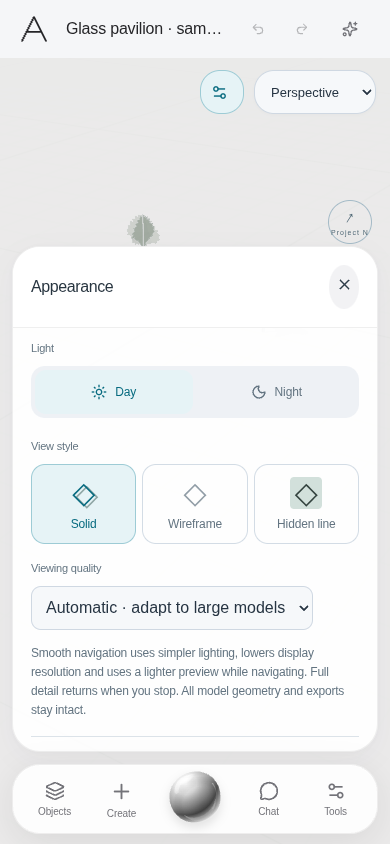 Glass pavilion · sam…
Perspective
Project N
Appearance
Light
Day
Night
View style
Solid
Wireframe
Hidden line
Viewing quality
Automatic · adapt to large models
Smooth navigation uses simpler lighting, lowers display
resolution and uses a lighter preview while navigating. Full
detail returns when you stop. All model geometry and exports
stay intact.
Objects
Create
Chat
Tools